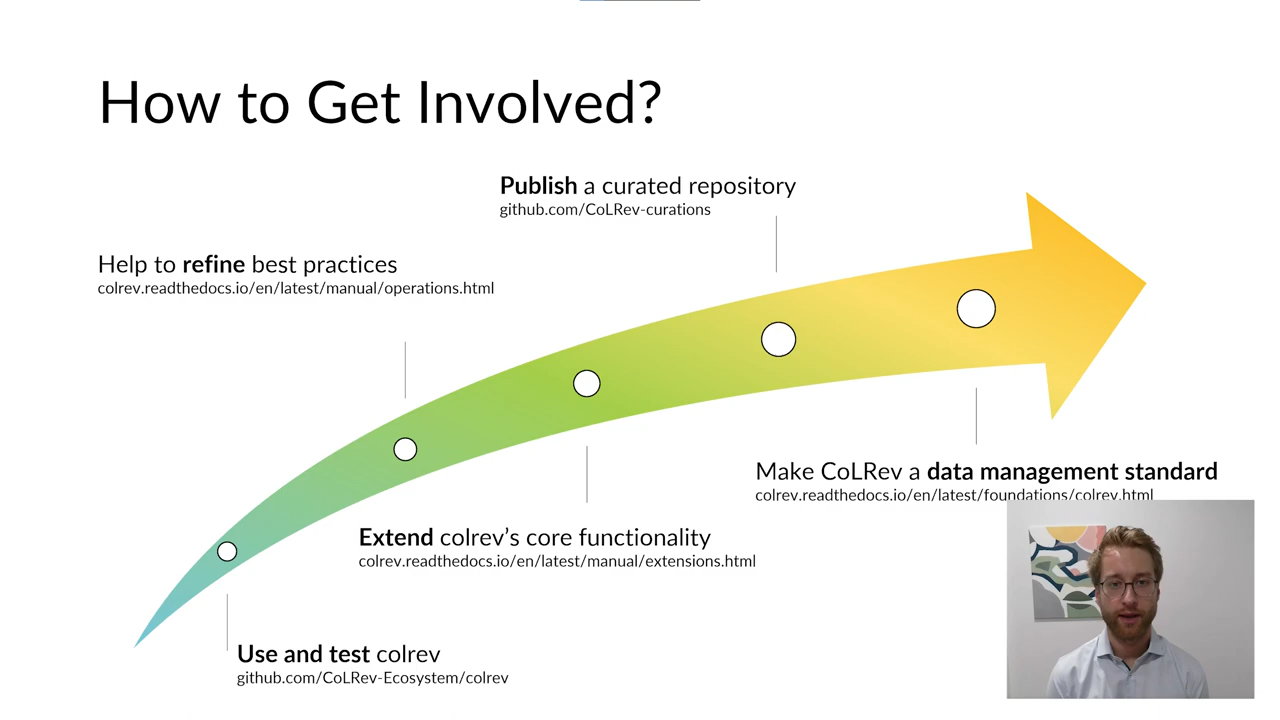 How to Get Involved?
Publish a curated repository
github.com/CoLRev-curations
Help to refine best practices
colrev.readthedocs.io/en/latest/manual/operations.html
Make CoLRev a data management standard
colrev.readthedocs.io/en/latest/foundations/colrev.html
Extend colrev’s core functionality
colrev.readthedocs.io/en/latest/manual/extensions.html
Use and test colrev
github.com/CoLRev-Ecosystem/colrev